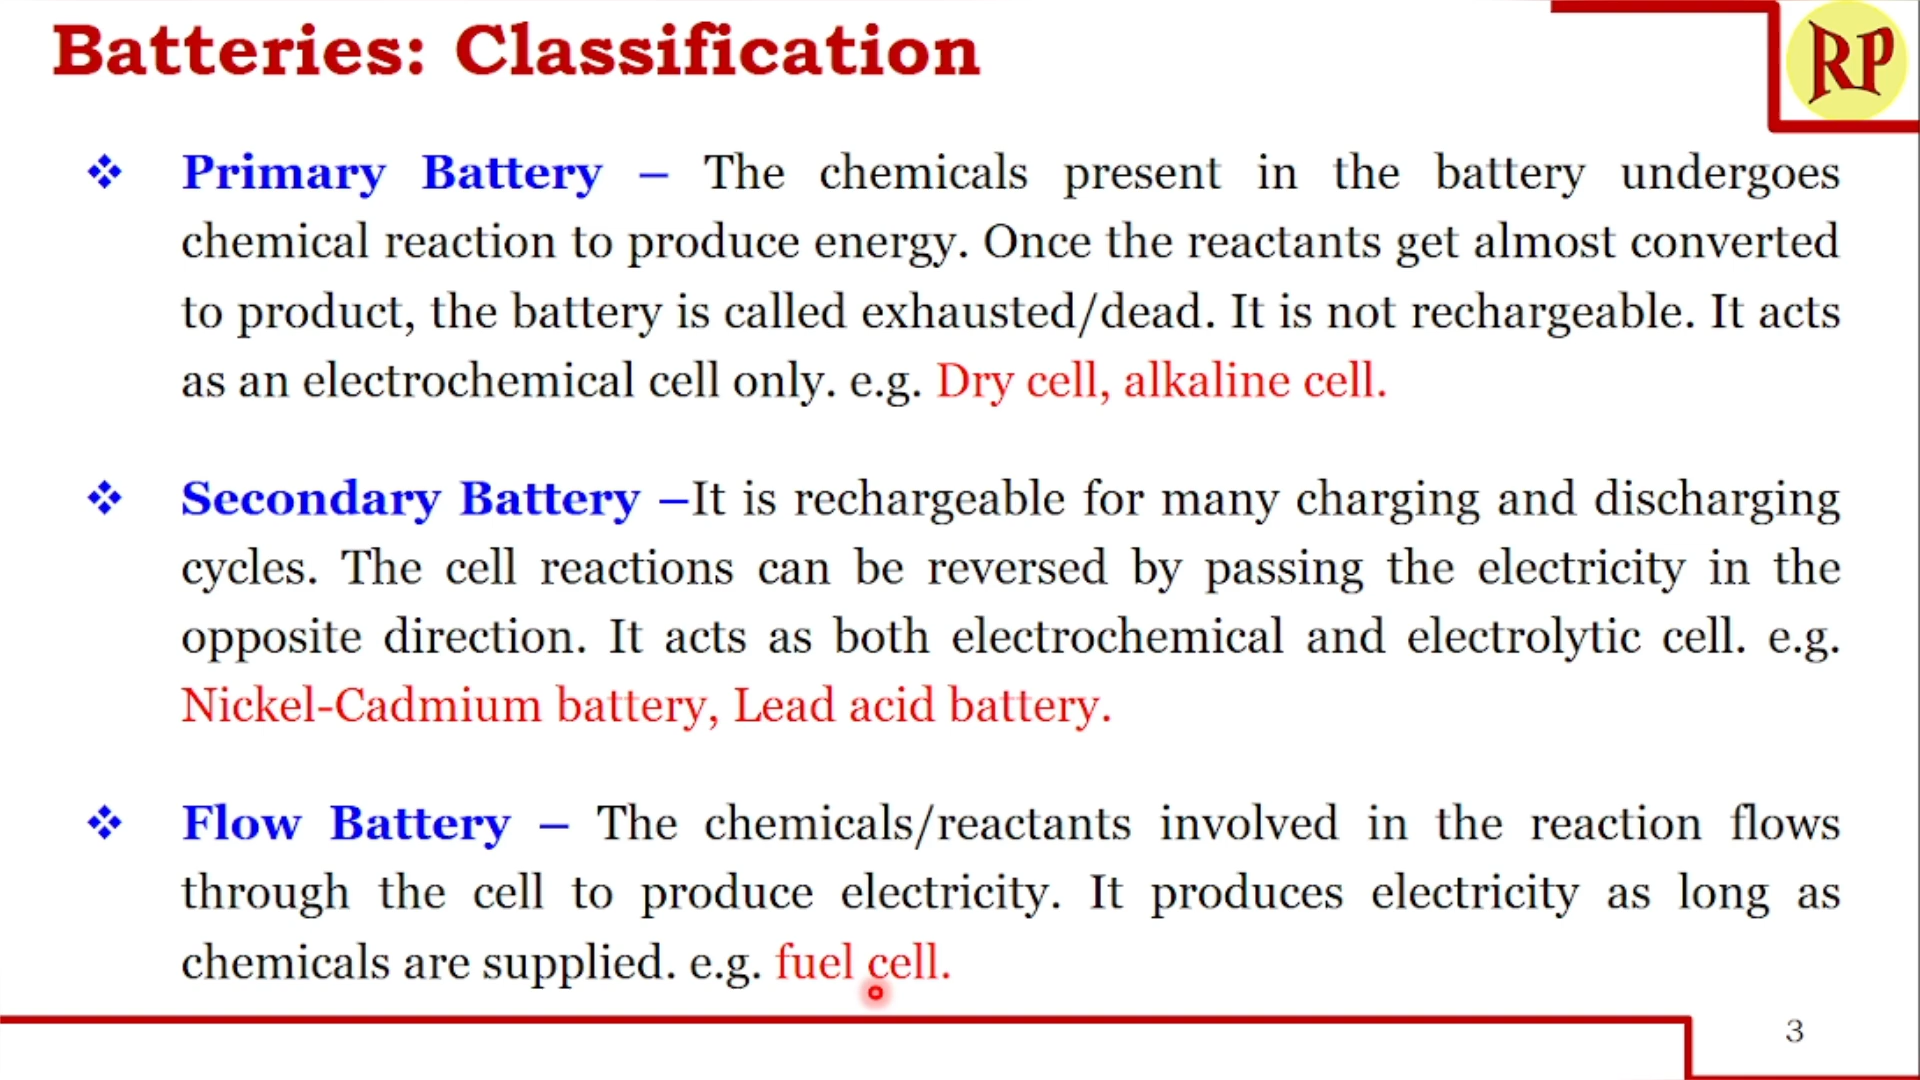 Batteries: Classification
RP
❖ Primary Battery – The chemicals present in the battery undergoes
chemical reaction to produce energy. Once the reactants get almost converted
to product, the battery is called exhausted/dead. It is not rechargeable. It acts
as an electrochemical cell only. e.g. Dry cell, alkaline cell.
❖ Secondary Battery –It is rechargeable for many charging and discharging
cycles. The cell reactions can be reversed by passing the electricity in the
opposite direction. It acts as both electrochemical and electrolytic cell. e.g.
Nickel-Cadmium battery, Lead acid battery.
❖ Flow Battery – The chemicals/reactants involved in the reaction flows
through the cell to produce electricity. It produces electricity as long as
chemicals are supplied. e.g. fuel cell.
3